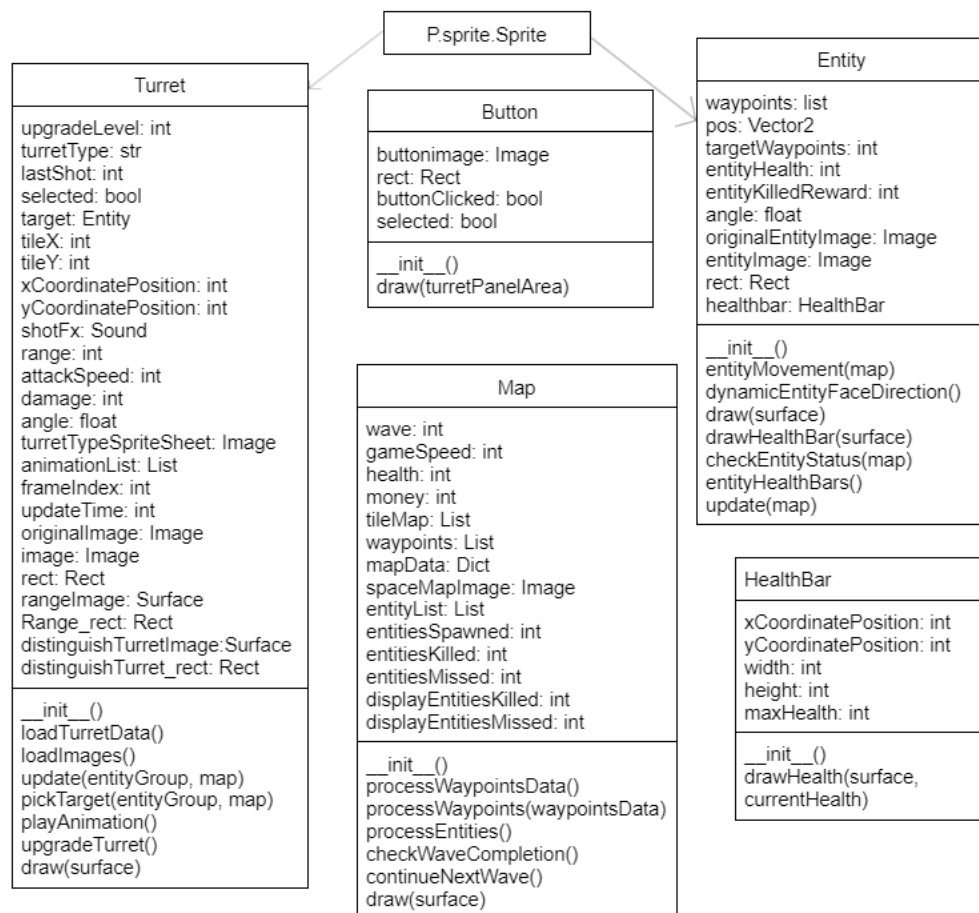 P.sprite.Sprite
Turret
upgradeLevel: int
turretType: str
lastShot: int
selected: bool
target: Entity
tileX: int
tileY: int
xCoordinatePosition: int
yCoordinatePosition: int
shotFx: Sound
range: int
attackSpeed: int
damage: int
angle: float
turretTypeSpriteSheet: Image
animationList: List
frameIndex: int
updateTime: int
originalImage: Image
image: Image
rect: Rect
rangeImage: Surface
Range_rect: Rect
distinguishTurretImage:Surface
distinguishTurret_rect: Rect
__init__()
loadTurretData()
loadImages()
update(entityGroup, map)
pickTarget(entityGroup, map)
playAnimation()
upgradeTurret()
draw(surface)
Button
buttonimage: Image
rect: Rect
buttonClicked: bool
selected: bool
__init__()
draw(turretPanelArea)
Map
wave: int
gameSpeed: int
health: int
money: int
tileMap: List
waypoints: List
mapData: Dict
spaceMapImage: Image
entityList: List
entitiesSpawned: int
entitiesKilled: int
entitiesMissed: int
displayEntitiesKilled: int
displayEntitiesMissed: int
__init__()
processWaypointsData()
processWaypoints(waypointsData)
processEntities()
checkWaveCompletion()
continueNextWave()
draw(surface)
Entity
waypoints: list
pos: Vector2
targetWaypoints: int
entityHealth: int
entityKilledReward: int
angle: float
originalEntityImage: Image
entityImage: Image
rect: Rect
healthbar: HealthBar
__init__()
entityMovement(map)
dynamicEntityFaceDirection()
draw(surface)
drawHealthBar(surface)
checkEntityStatus(map)
entityHealthBars()
update(map)
HealthBar
xCoordinatePosition: int
yCoordinatePosition: int
width: int
height: int
maxHealth: int
__init__()
drawHealth(surface,
currentHealth)